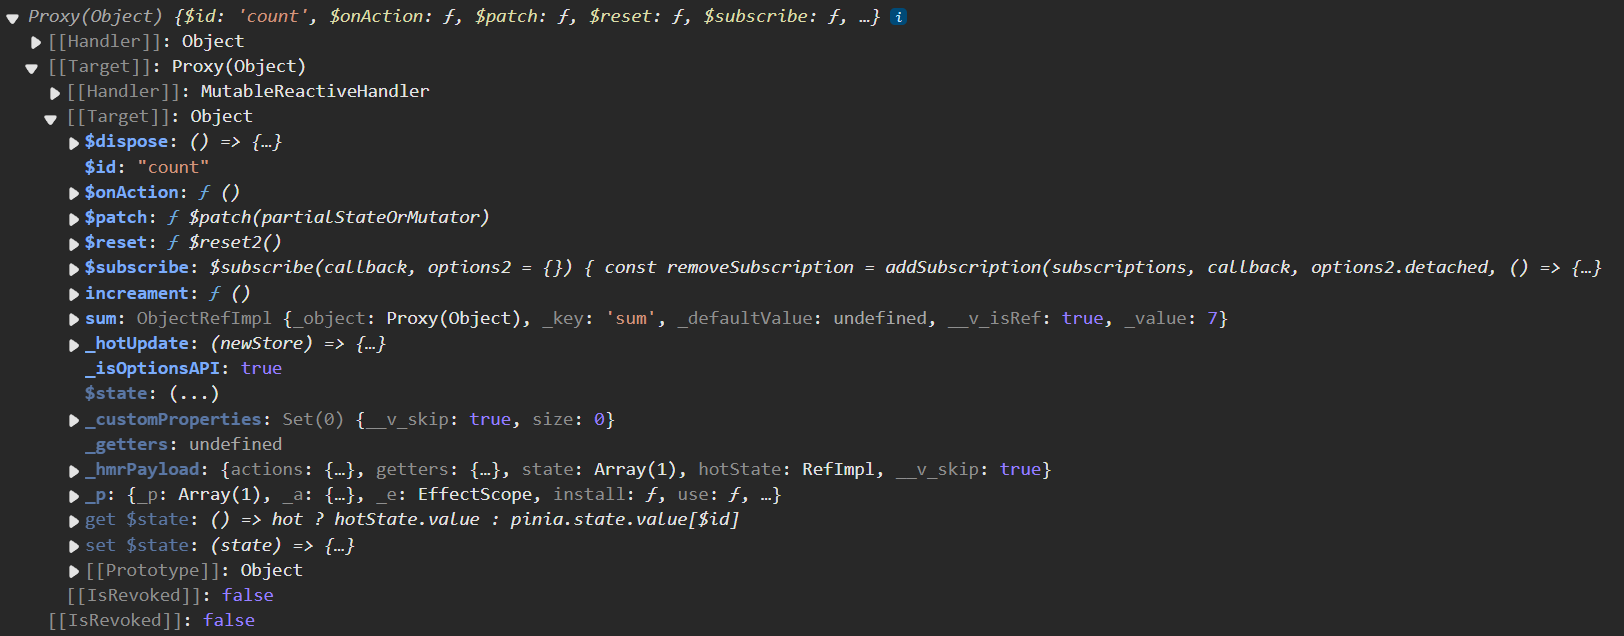 Proxy(Object) {$id: 'count', $onAction: ƒ, $patch: ƒ, $reset: ƒ, $subscribe: ƒ, …} i
[[Handler]]: Object
[[Target]]: Proxy(Object)
[[Handler]]: MutableReactiveHandler
[[Target]]: Object
$dispose: () => {…}
$id: "count"
$onAction: ƒ ()
$patch: ƒ $patch(partialStateOrMutator)
$reset: ƒ $reset2()
$subscribe: $subscribe(callback, options2 = {}) { const removeSubscription = addSubscription(subscriptions, callback, options2.detached, () => {…}
increament: ƒ ()
sum: ObjectRefImpl {_object: Proxy(Object), _key: 'sum', _defaultValue: undefined, __v_isRef: true, _value: 7}
_hotUpdate: (newStore) => {…}
_isOptionsAPI: true
$state: (...)
_customProperties: Set(0) {__v_skip: true, size: 0}
_getters: undefined
_hmrPayload: {actions: {…}, getters: {…}, state: Array(1), hotState: RefImpl, __v_skip: true}
_p: {_p: Array(1), _a: {…}, _e: EffectScope, install: ƒ, use: ƒ, …}
get $state: () => hot ? hotState.value : pinia.state.value[$id]
set $state: (state) => {…}
[[Prototype]]: Object
[[IsRevoked]]: false
[[IsRevoked]]: false